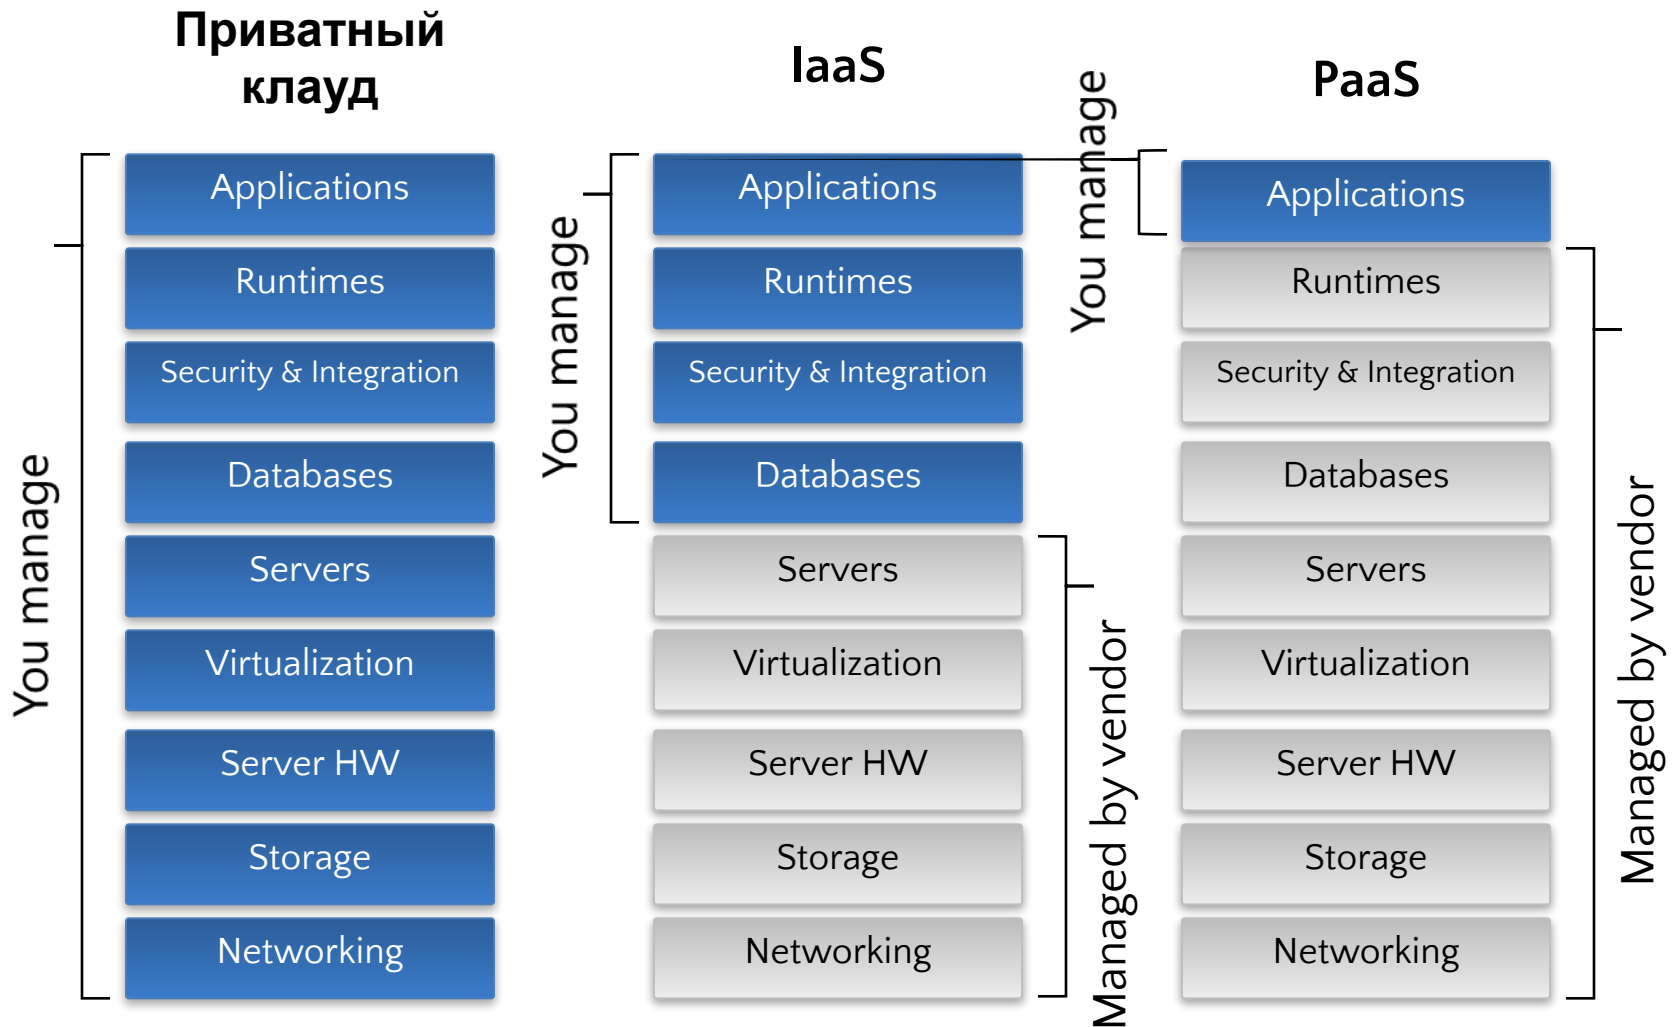 Приватный
клауд
You manage
Applications
Runtimes
Security & Integration
Databases
Servers
Virtualization
Server HW
Storage
Networking
IaaS
You manage
Applications
Runtimes
Security & Integration
Databases
Servers
Virtualization
Server HW
Storage
Networking
Managed by vendor
PaaS
You manage
Applications
Runtimes
Security & Integration
Databases
Servers
Virtualization
Server HW
Storage
Networking
Managed by vendor